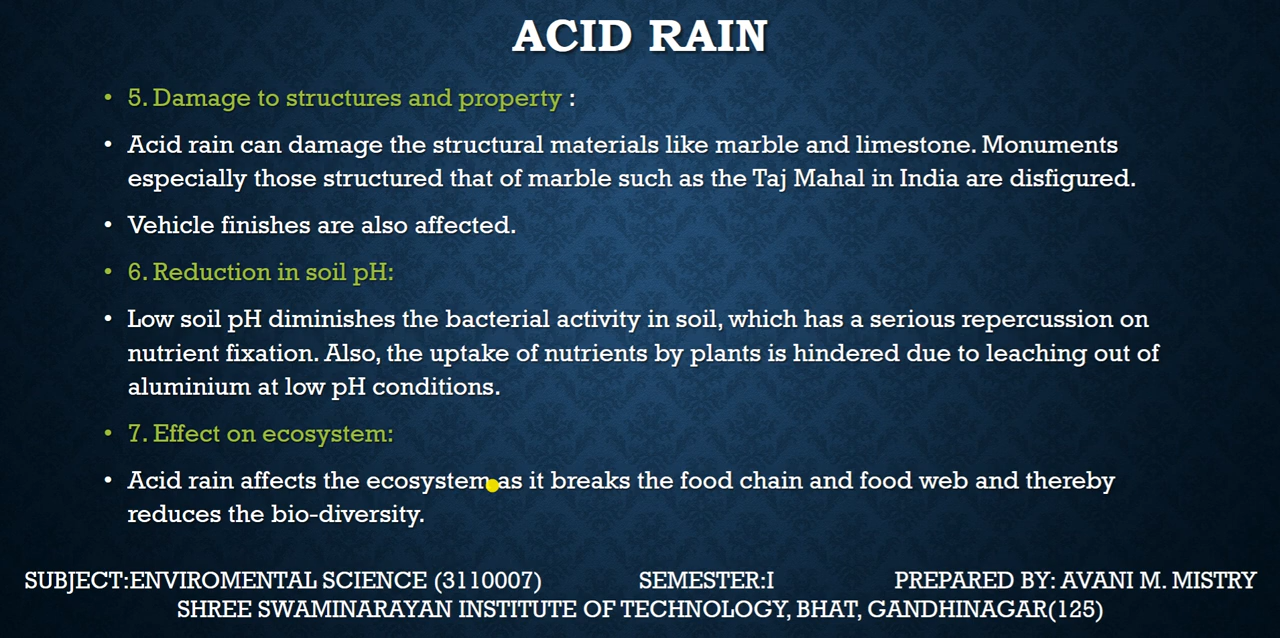 ACID RAIN
• 5. Damage to structures and property :
• Acid rain can damage the structural materials like marble and limestone. Monuments
especially those structured that of marble such as the Taj Mahal in India are disfigured.
• Vehicle finishes are also affected.
• 6. Reduction in soil pH:
• Low soil pH diminishes the bacterial activity in soil, which has a serious repercussion on
nutrient fixation. Also, the uptake of nutrients by plants is hindered due to leaching out of
aluminium at low pH conditions.
• 7. Effect on ecosystem:
• Acid rain affects the ecosystem as it breaks the food chain and food web and thereby
reduces the bio-diversity.
SUBJECT:ENVIROMENTAL SCIENCE (3110007) SEMESTER:I PREPARED BY: AVANI M. MISTRY
SHREE SWAMINARAYAN INSTITUTE OF TECHNOLOGY, BHAT, GANDHINAGAR(125)